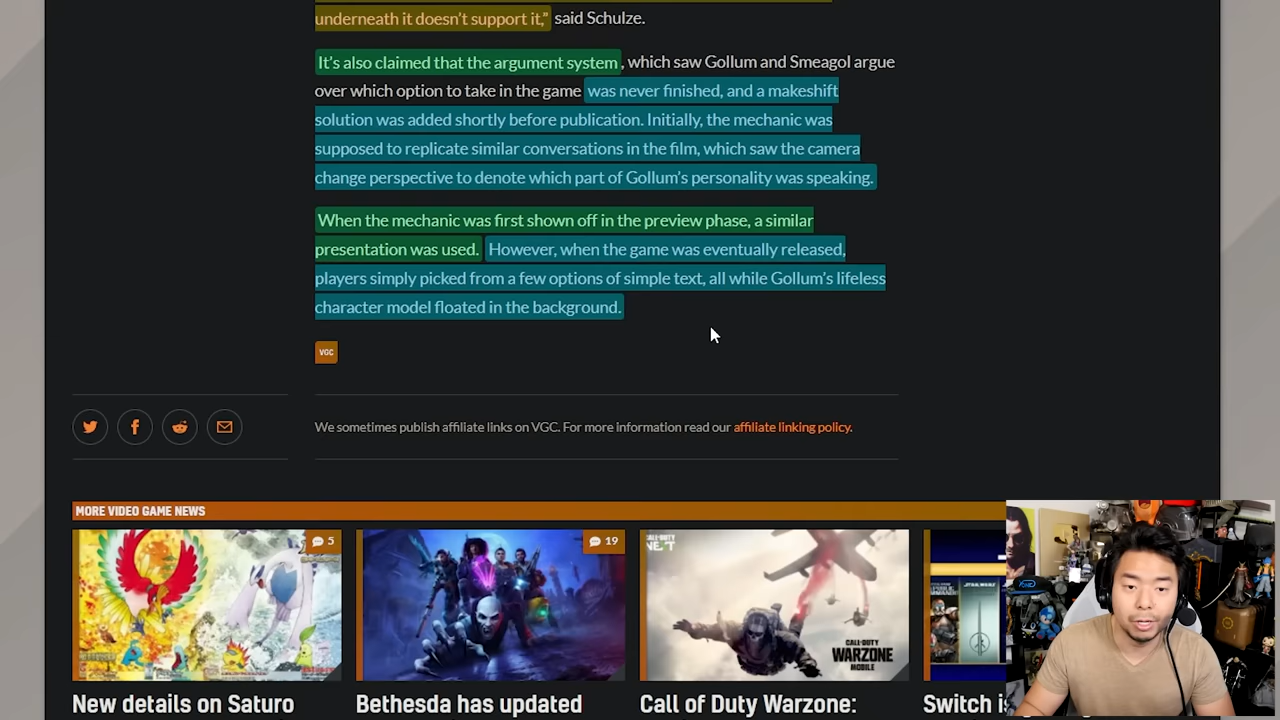 underneath it doesn't support it,” said Schulze.
It's also claimed that the argument system, which saw Gollum and Smeagol argue
over which option to take in the game was never finished, and a makeshift
solution was added shortly before publication. Initially, the mechanic was
supposed to replicate similar conversations in the film, which saw the camera
change perspective to denote which part of Gollum's personality was speaking.
When the mechanic was first shown off in the preview phase, a similar
presentation was used. However, when the game was eventually released,
players simply picked from a few options of simple text, all while Gollum's lifeless
character model floated in the background.
VGC
We sometimes publish affiliate links on VGC. For more information read our affiliate linking policy.
MORE VIDEO GAME NEWS
5
19
CALL OF DUTY
NEXT
CALL OF DUTY
WARZONE
MOBILE
STAR WARS
New details on Saturo
Bethesda has updated
Call of Duty Warzone:
Switch is